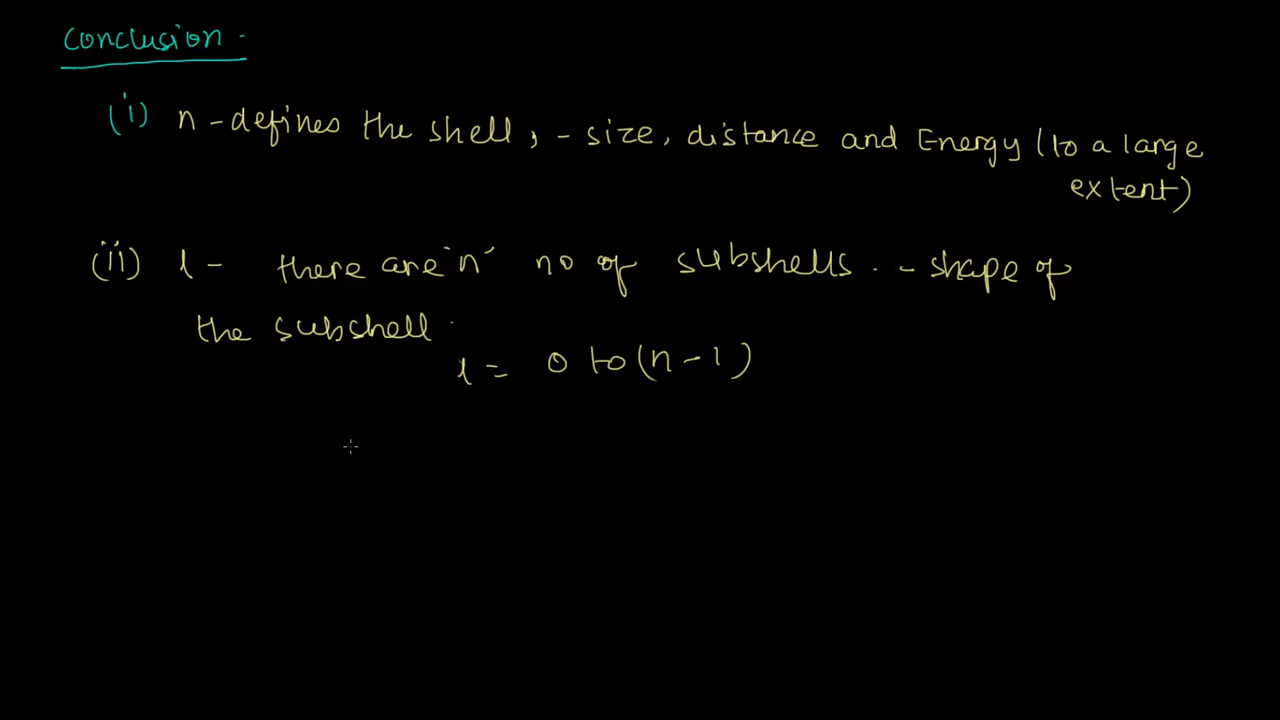 Conclusion .
(i) n - defines the shell, - size, distance and Energy (to a large
extent)
(ii) l - there are "n" no of subshells . - shape of
the subshell .
l = 0 to (n-1)